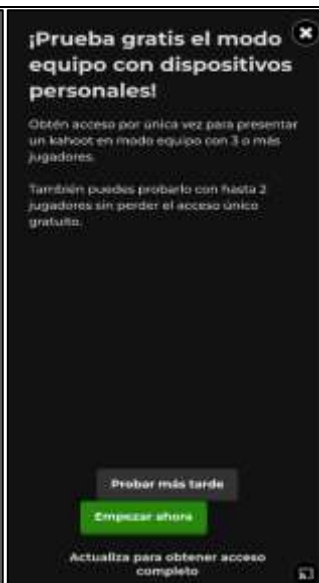 ¡Prueba gratis el modo
equipo con dispositivos
personales!
Obtén acceso por única vez para presentar
un kahoot en modo equipo con 3 o más
jugadores.
También puedes probarlo con hasta 2
jugadores sin perder el acceso único
gratuito.
Probar más tarde
Empezar ahora
Actualiza para obtener acceso
completo